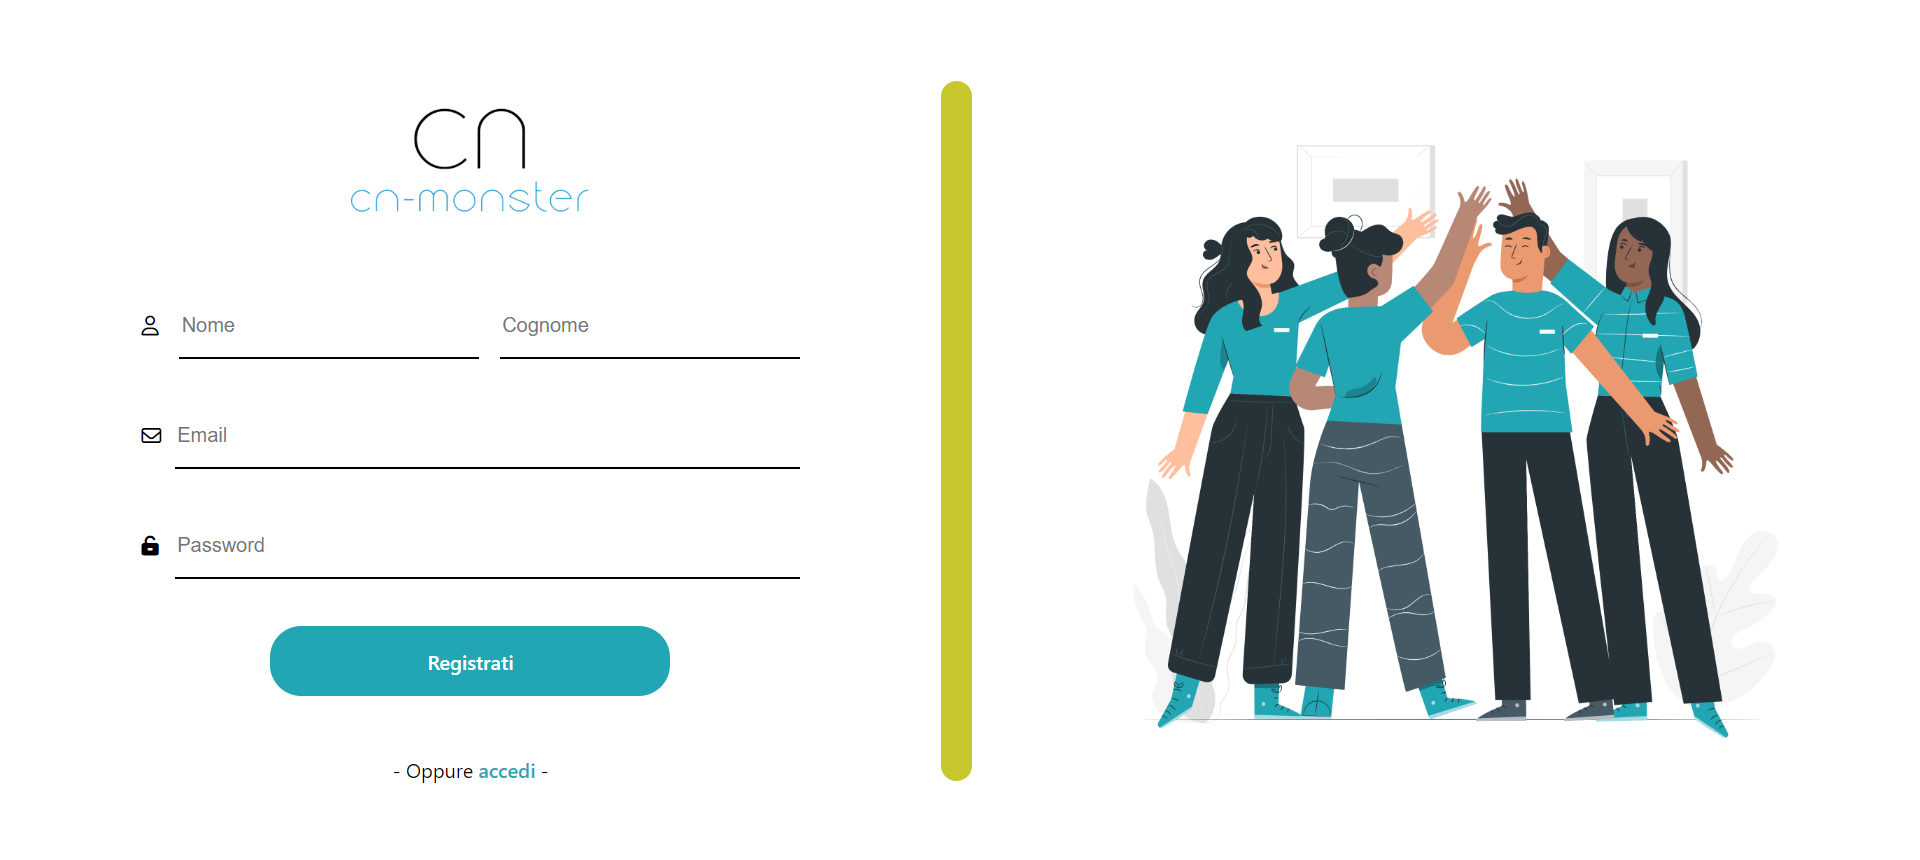 cn
cn-monster
Nome Cognome
Email
Password
Registrati
- Oppure accedi -